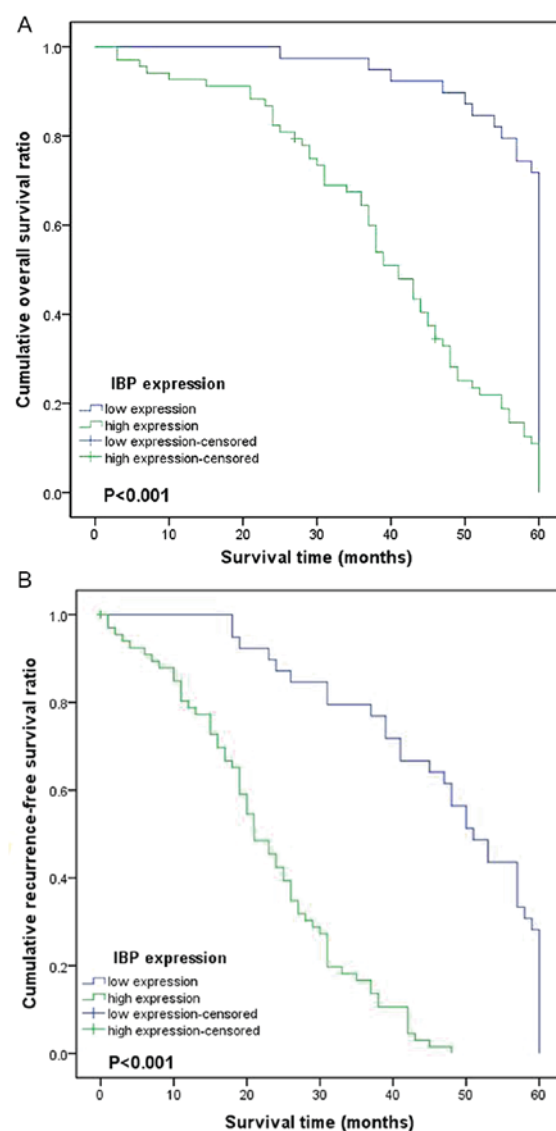 A
Cumulative overall survival ratio
1.0
0.8
0.6
0.4
0.2
0.0
IBP expression
low expression
high expression
low expression-censored
high expression-censored
P<0.001
0 10 20 30 40 50 60
Survival time (months)
B
Cumulative recurrence-free survival ratio
1.0
0.8
0.6
0.4
0.2
0.0
IBP expression
low expression
high expression
low expression-censored
high expression-censored
P<0.001
0 10 20 30 40 50 60
Survival time (months)